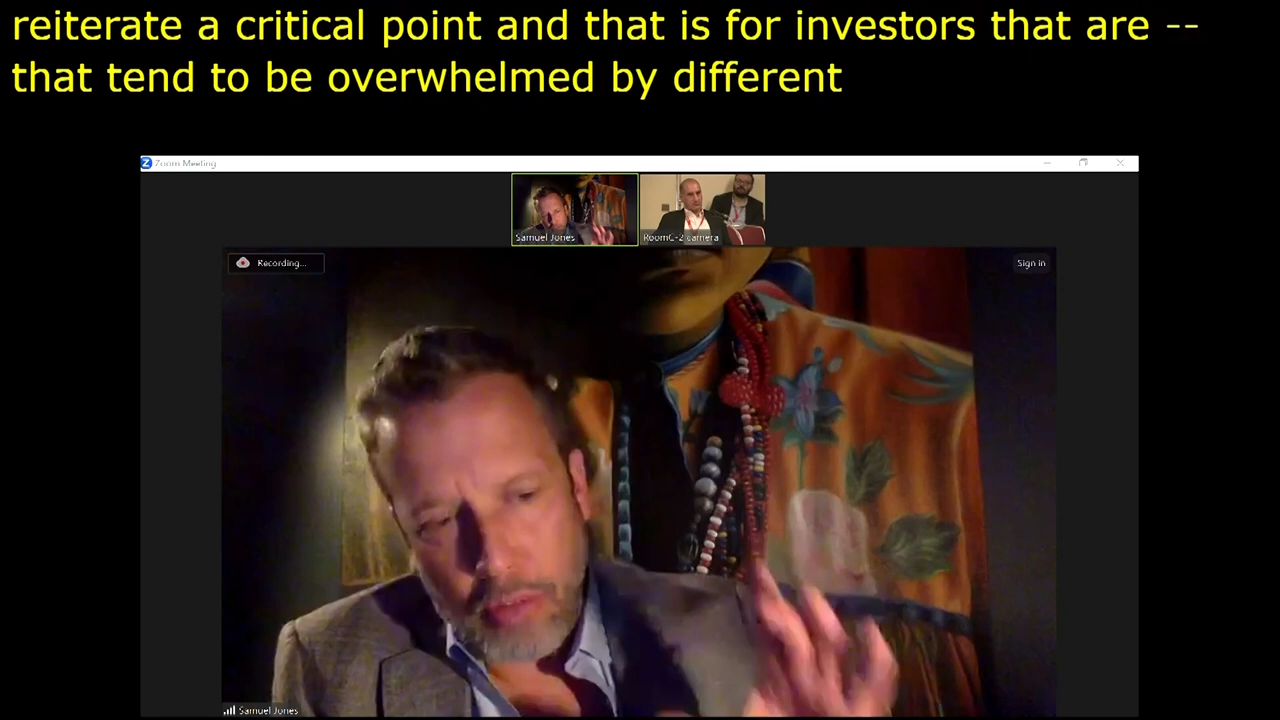 reiterate a critical point and that is for investors that are --
that tend to be overwhelmed by different
Zoom Meeting
Samuel Jones
RoomC-2 camera
Recording...
Sign in
Samuel Jones